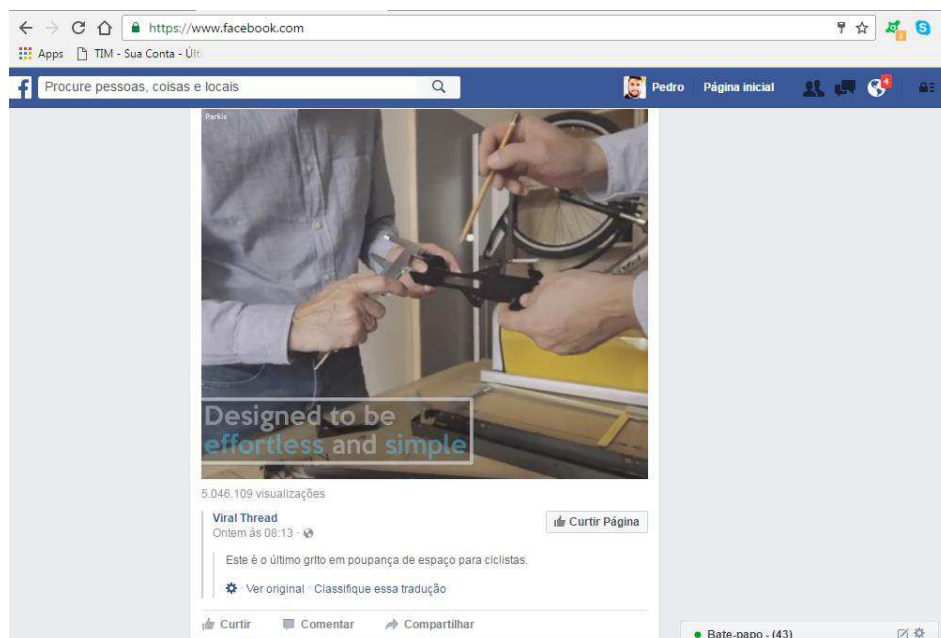 https://www.facebook.com
3
Apps TIM - Sua Conta - Últi
Procure pessoas, coisas e locais
Pedro Página inicial 4
Parkis
Designed to be
effortless and simple
5.046.109 visualizações
Viral Thread
Curtir Página
Ontem às 08:13 ·
Este é o último grito em poupança de espaço para ciclistas.
· Ver original · Classifique essa tradução
Curtir Comentar Compartilhar
Bate-papo - (43)